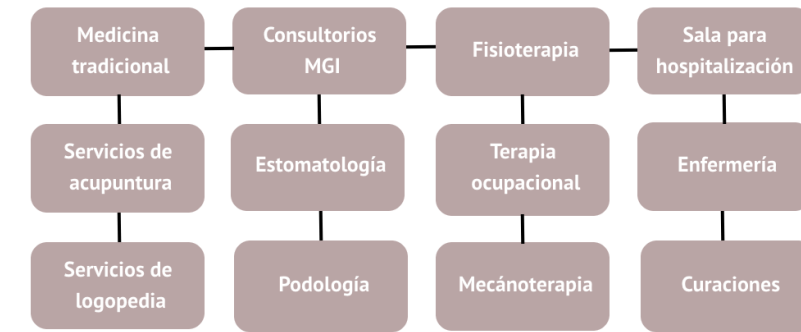 Medicina
tradicional
Consultorios
MGI
Fisioterapia
Sala para
hospitalización
Servicios de
acupuntura
Estomatología
Terapia
ocupacional
Enfermería
Servicios de
logopedia
Podología
Mecánoterapia
Curaciones